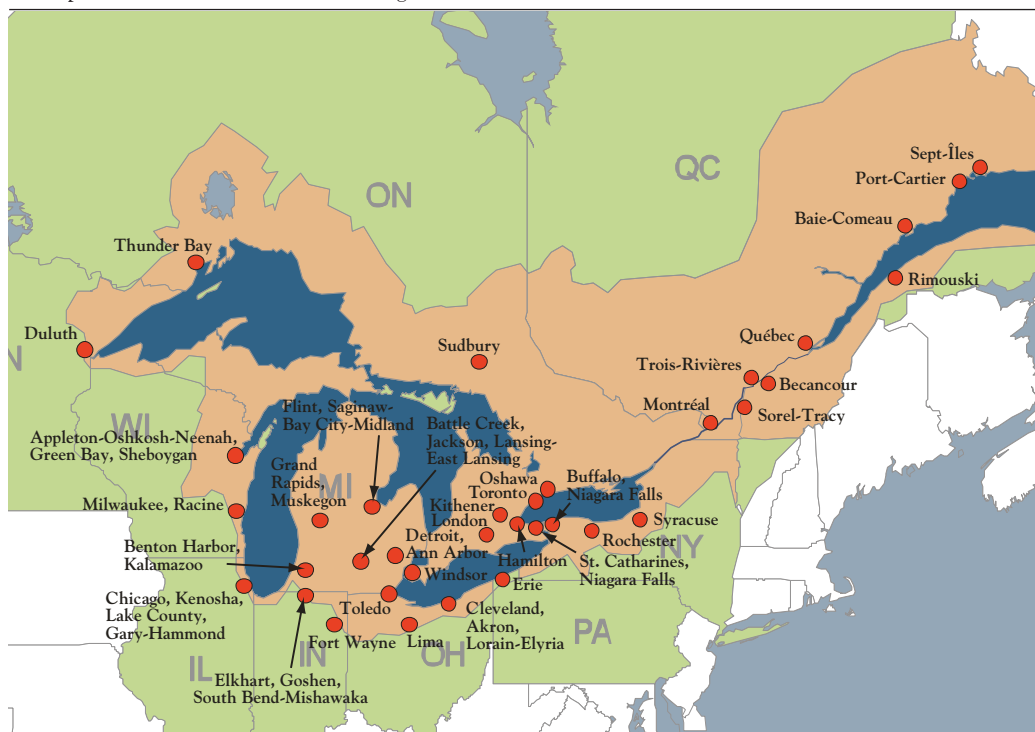 ON
QC
Sept-Îles
Port-Cartier
Baie-Comeau
Rimouski
Thunder Bay
Duluth
N
Sudbury
Québec
Trois-Rivières
Becancour
Montréal
Sorel-Tracy
WI
Appleton-Oshkosh-Neenah,
Green Bay, Sheboygan
Flint, Saginaw-
Bay City-Midland
Battle Creek,
Jackson, Lansing-
East Lansing
Grand
Rapids,
Muskegon
MI
Milwaukee, Racine
Oshawa
Toronto
Kithener
London
Buffalo,
Niagara Falls
Syracuse
Rochester
NY
Hamilton
St. Catharines,
Niagara Falls
Detroit,
Ann Arbor
Windsor
Benton Harbor,
Kalamazoo
Erie
Chicago, Kenosha,
Lake County,
Gary-Hammond
Toledo
Cleveland,
Akron,
Lorain-Elyria
Fort Wayne
Lima
PA
IL
IN
OH
Elkhart, Goshen,
South Bend-Mishawaka